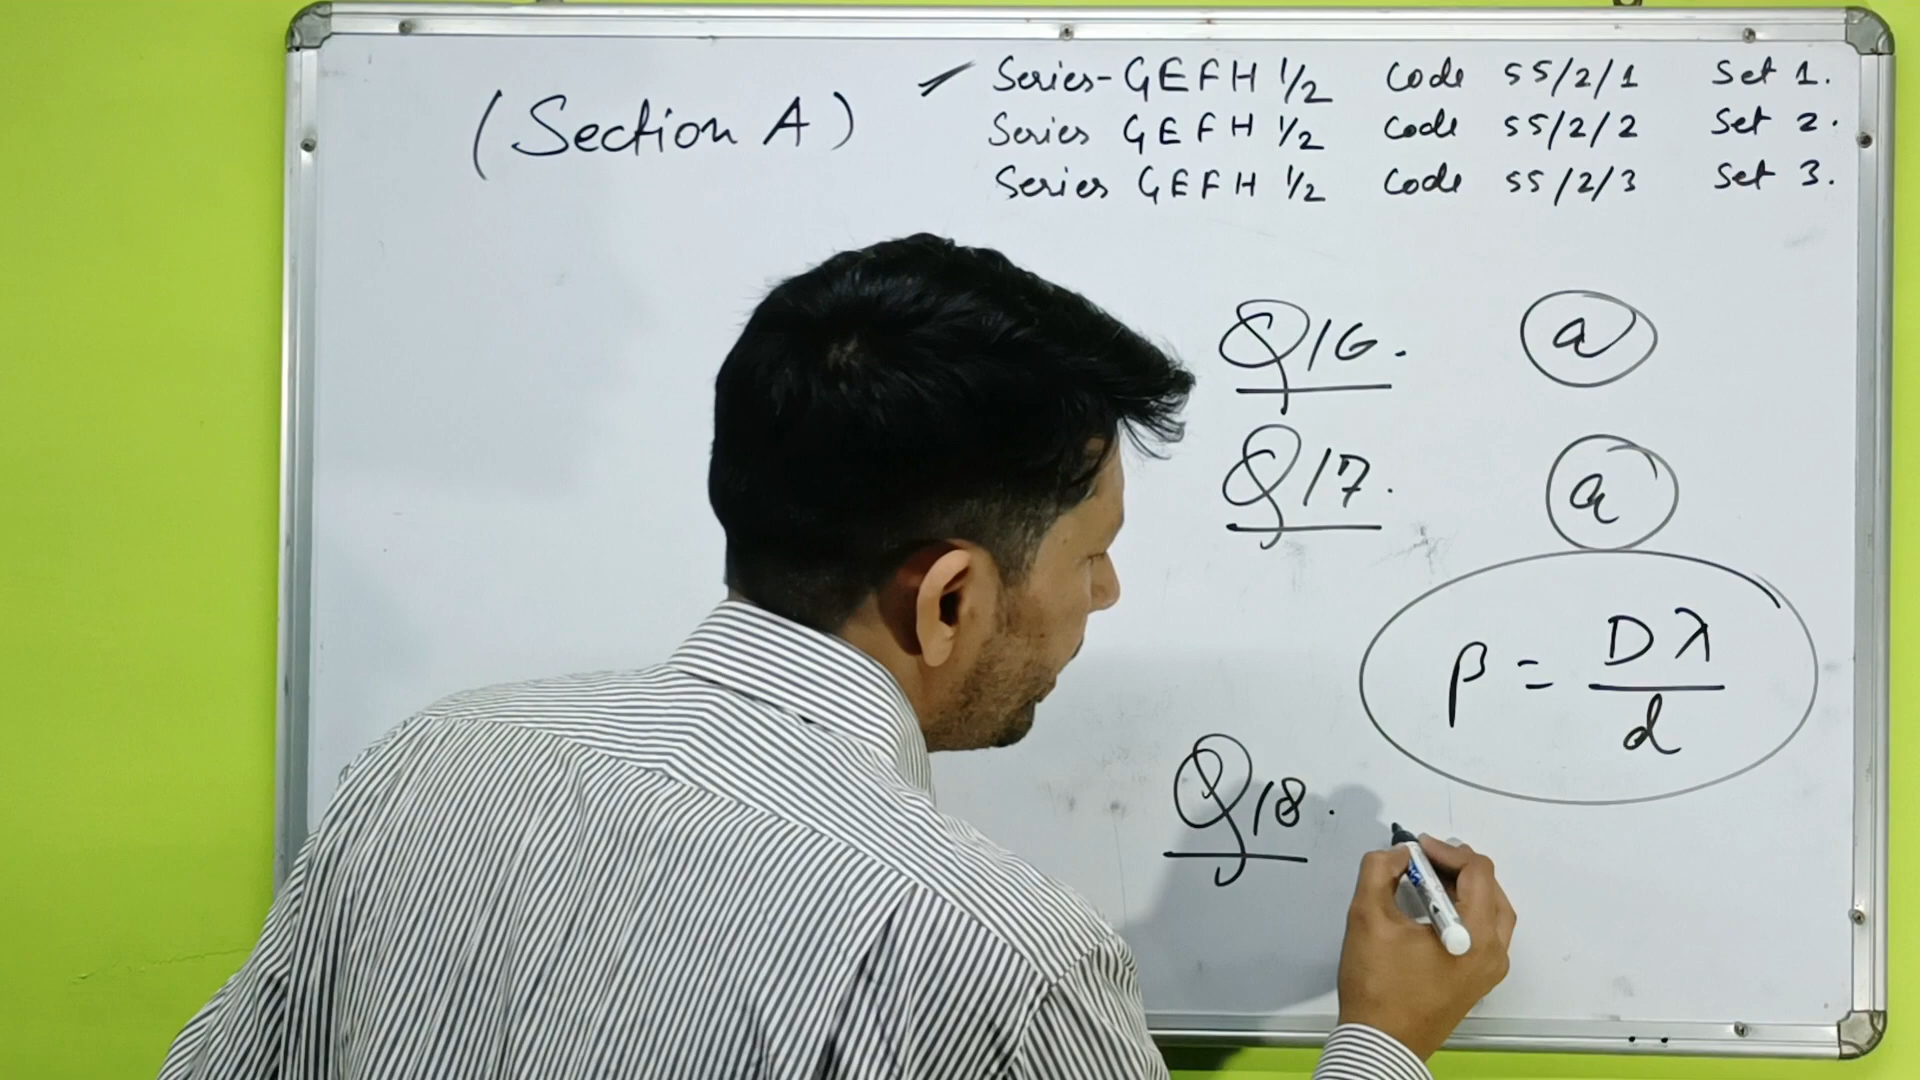 (Section A)
Series-GEFH 1/2 Code 55/2/1 Set 1.
Series GEFH 1/2 Code 55/2/2 Set 2.
Series GEFH 1/2 Code 55/2/3 Set 3.
Q16. a
Q17. a
β = Dλ/d
Q18.